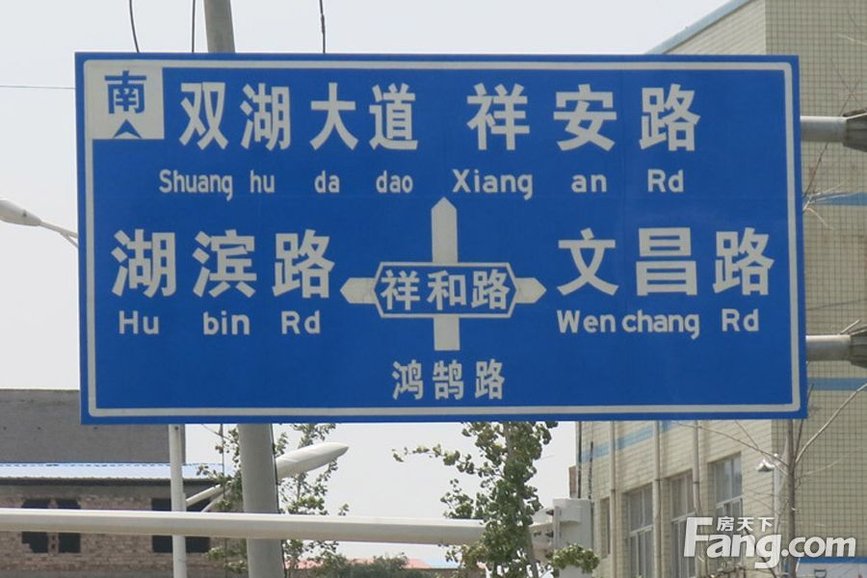 南
双湖大道 祥安路
Shuang hu da dao Xiang an Rd
湖滨路 祥和路 文昌路
Hu bin Rd Wen chang Rd
鸿鹄路
房天下
Fang.com